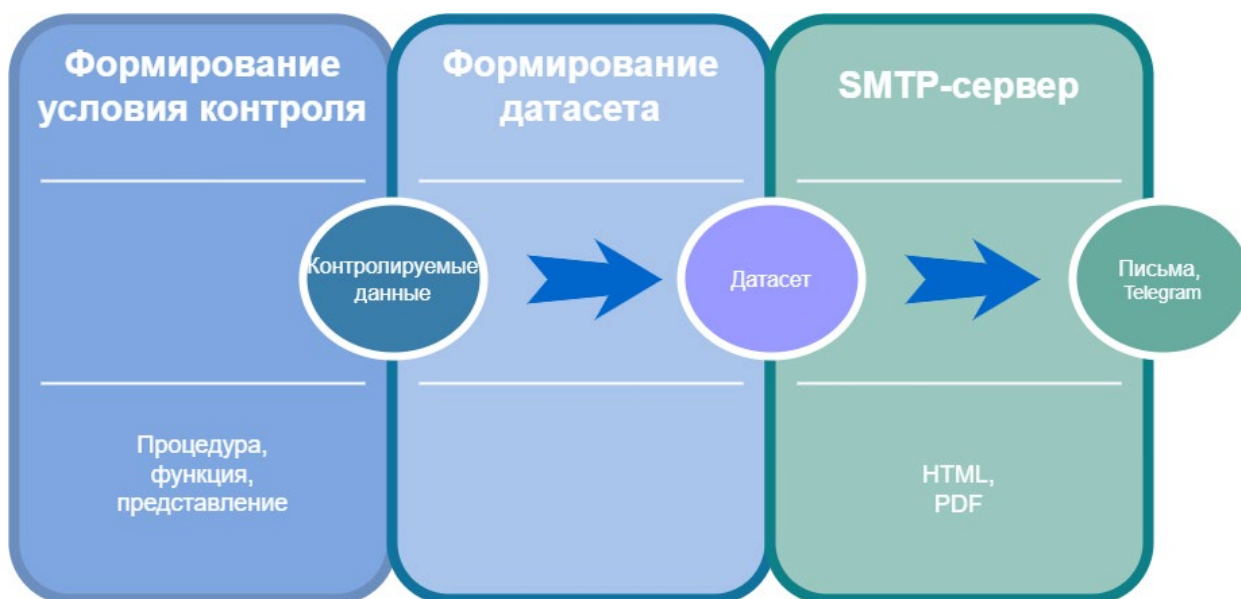 Формирование
условия контроля
Формирование
датасета
SMTP-сервер
Контролируемые
данные
Датасет
Письма,
Telegram
Процедура,
функция,
представление
HTML,
PDF